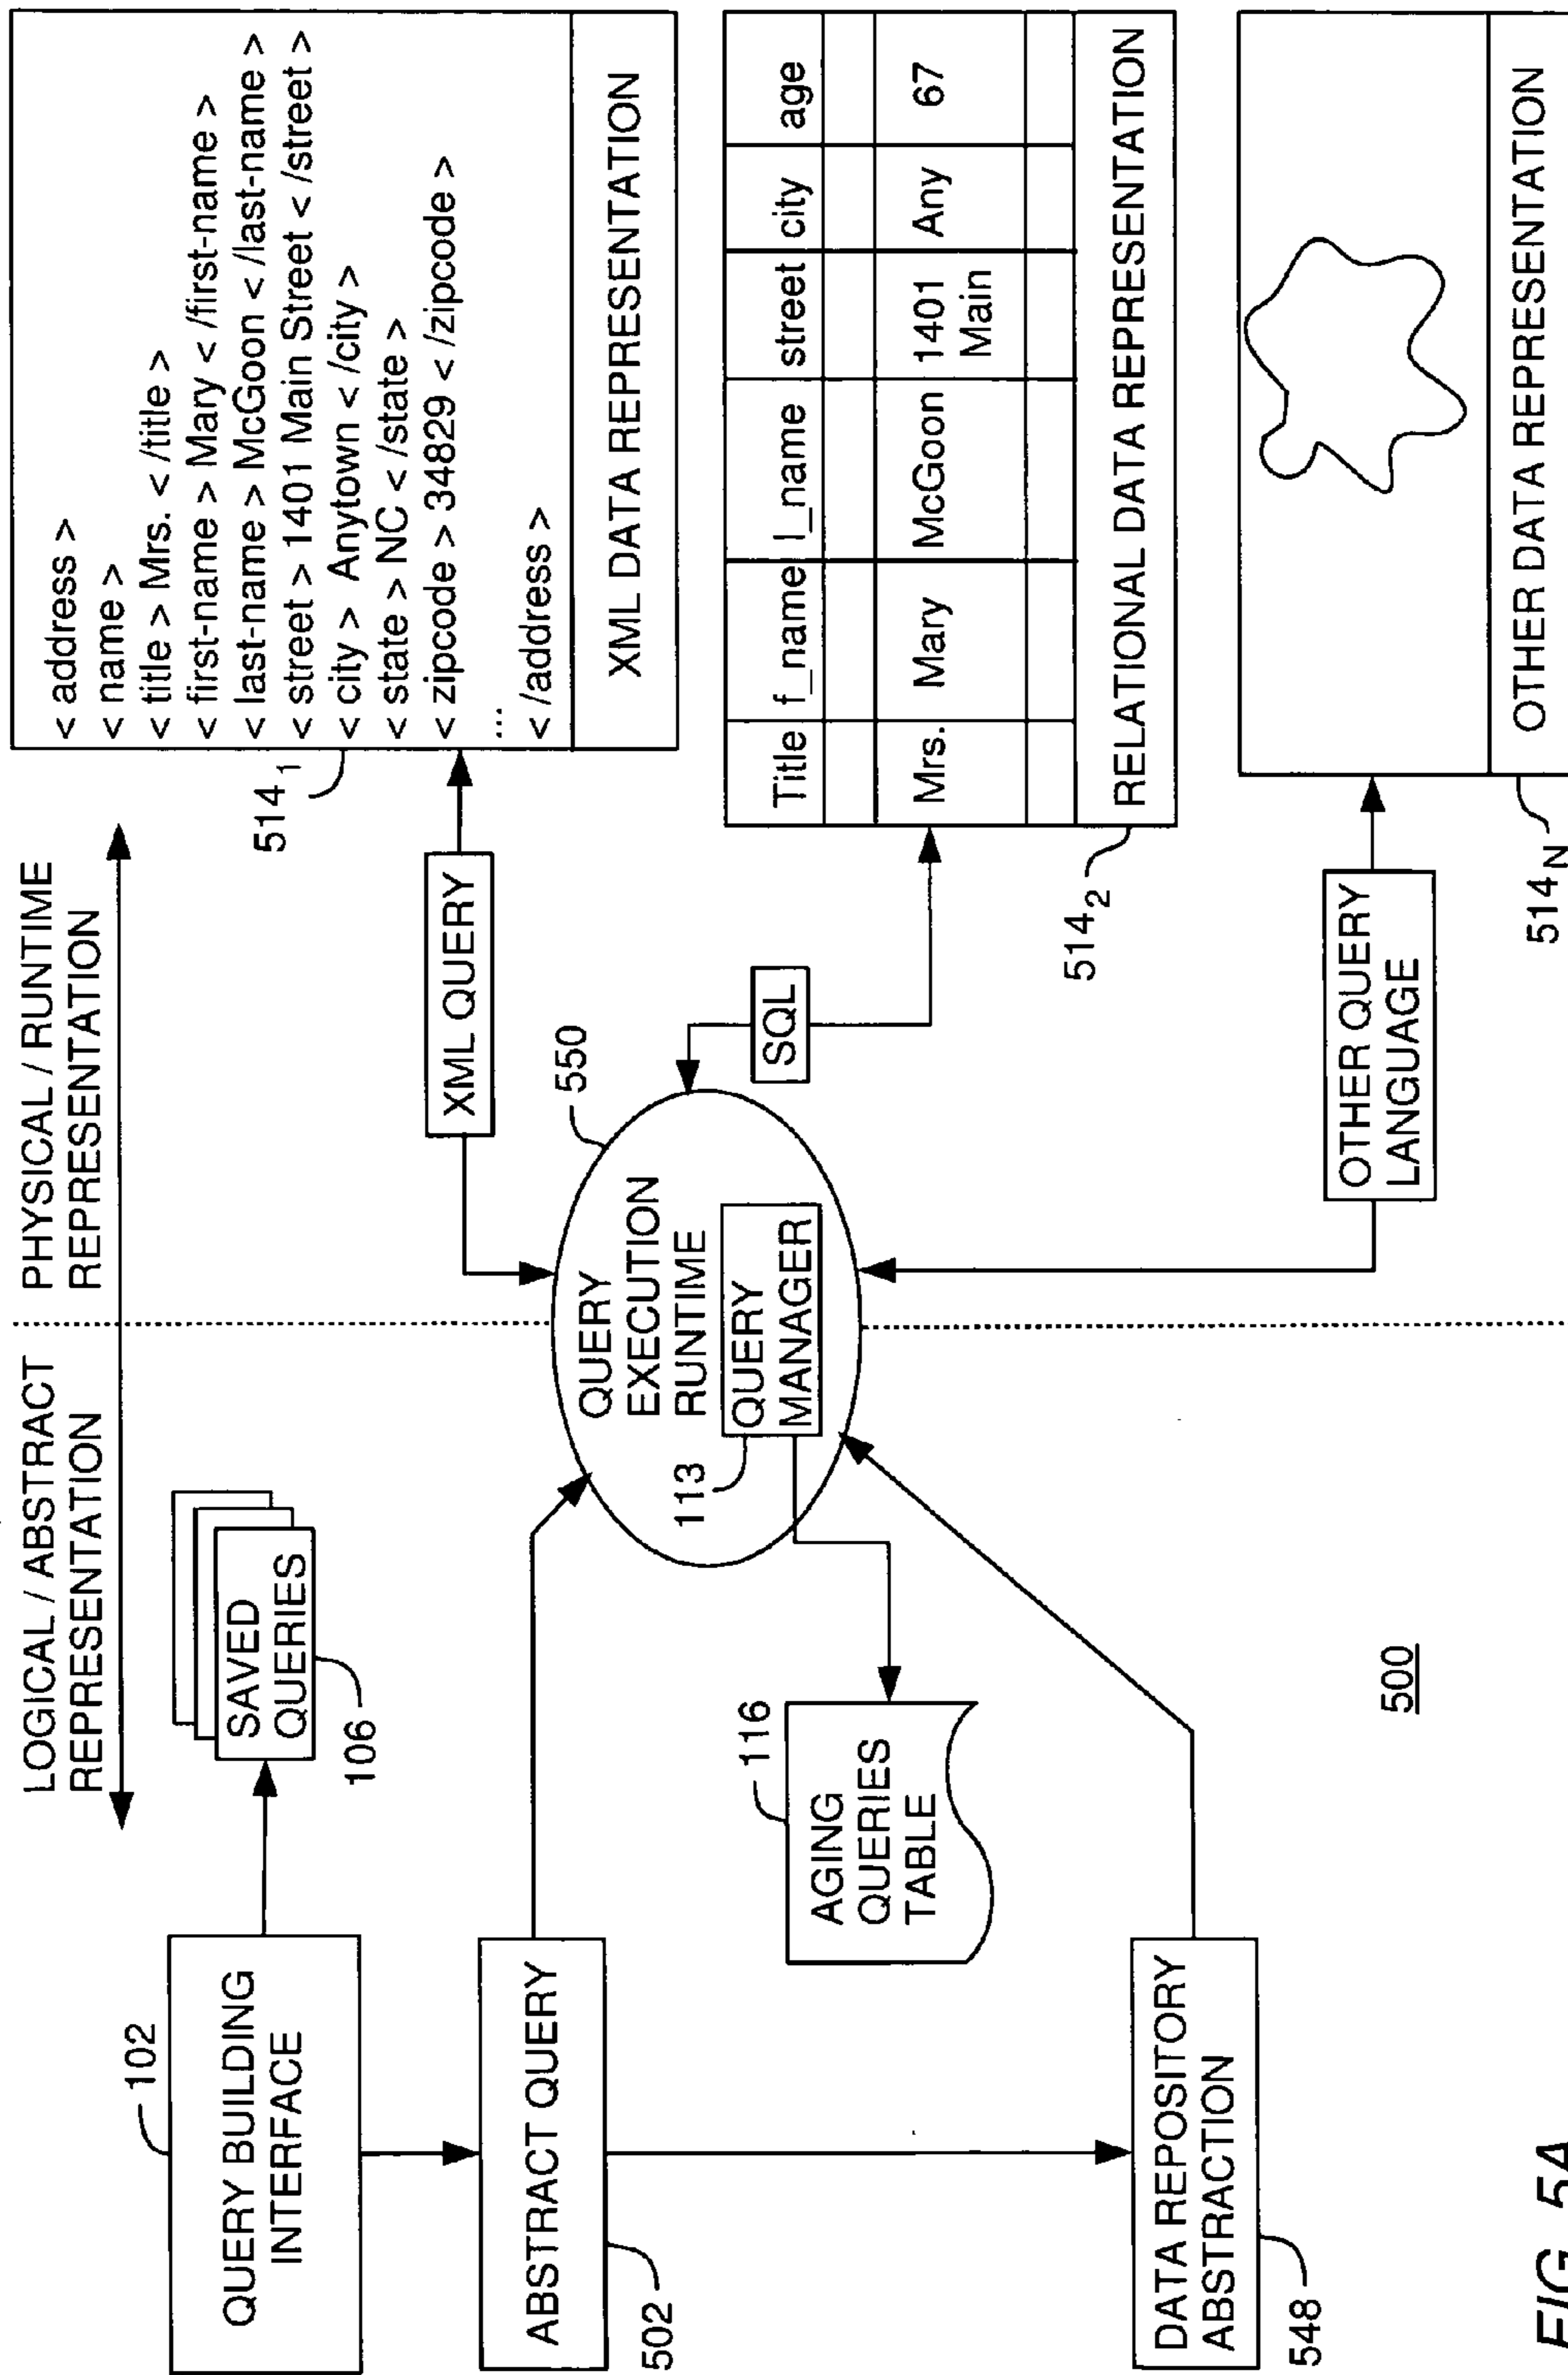 LOGICAL / ABSTRACT
REPRESENTATION
PHYSICAL / RUNTIME
REPRESENTATION
102
QUERY BUILDING
INTERFACE
SAVED
QUERIES
106
ABSTRACT QUERY
502
AGING
QUERIES
TABLE
116
DATA REPOSITORY
ABSTRACTION
548
QUERY
EXECUTION
RUNTIME
QUERY
MANAGER
113
550
XML QUERY
SQL
OTHER QUERY
LANGUAGE
< address >
< name >
< title > Mrs. < /title >
< first-name > Mary < /first-name >
< last-name > McGoon < /last-name >
< street > 1401 Main Street < /street >
< city > Anytown < /city >
< state > NC < /state >
< zipcode > 34829 < /zipcode >
...
< /address >
XML DATA REPRESENTATION
514 1
Title f_name l_name street city age
Mrs. Mary McGoon 1401 Main Any 67
RELATIONAL DATA REPRESENTATION
514 2
OTHER DATA REPRESENTATION
514 N
500
FIG. 5A